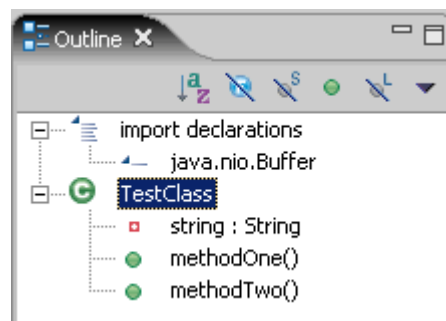 Outline
import declarations
java.nio.Buffer
TestClass
string : String
methodOne()
methodTwo()